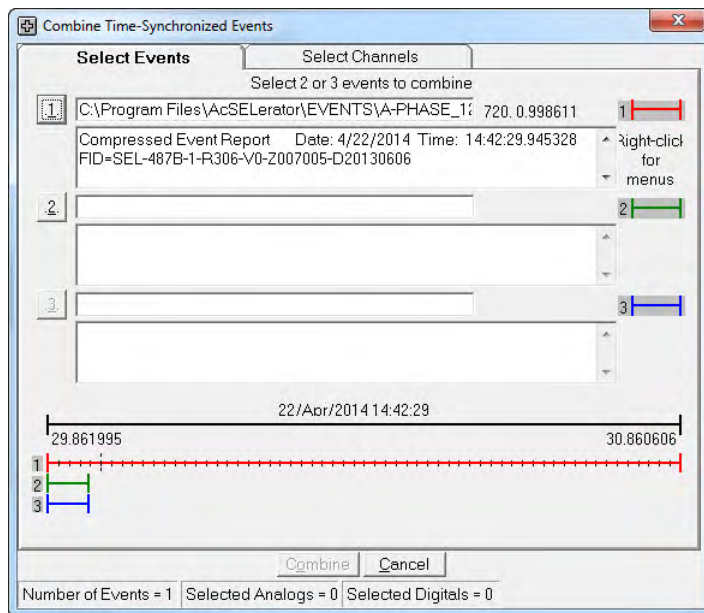 Combine Time-Synchronized Events
Select Events
Select Channels
Select 2 or 3 events to combine
1 C:\Program Files\AcSELerator\EVENTS\A-PHASE_12 720. 0.998611 1
Compressed Event Report Date: 4/22/2014 Time: 14:42:29.945328
FID=SEL-487B-1-R306-V0-Z007005-D20130606
Right-click
for
menus
.2. 2
.3. 3
22/Apr/2014 14:42:29
29.861995 30.860606
1
2
3
Combine Cancel
Number of Events = 1 Selected Analogs = 0 Selected Digitals = 0